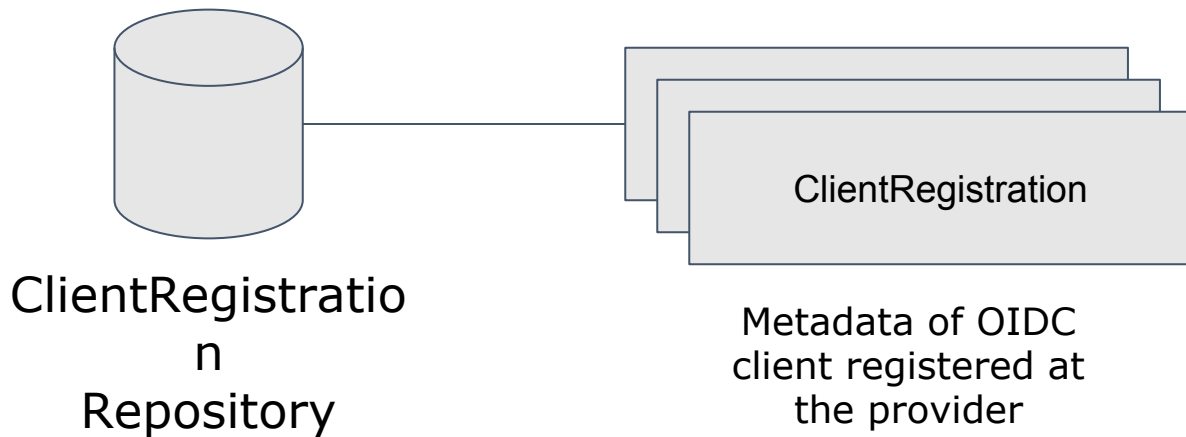 ClientRegistration
ClientRegistratio
n
Repository
Metadata of OIDC
client registered at
the provider